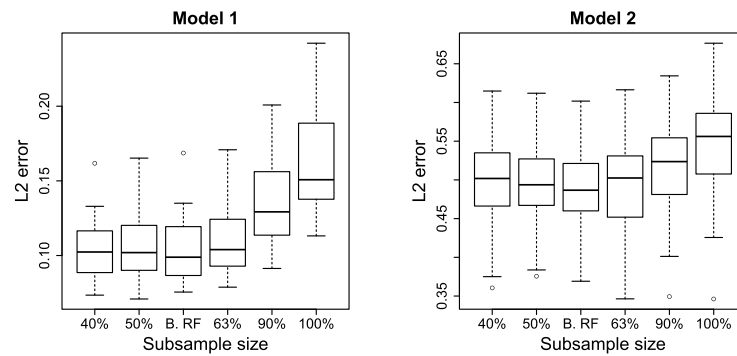 Model 1
L2 error
0.20
0.15
0.10
40% 50% B. RF 63% 90% 100%
Subsample size
Model 2
L2 error
0.65
0.55
0.45
0.35
40% 50% B. RF 63% 90% 100%
Subsample size